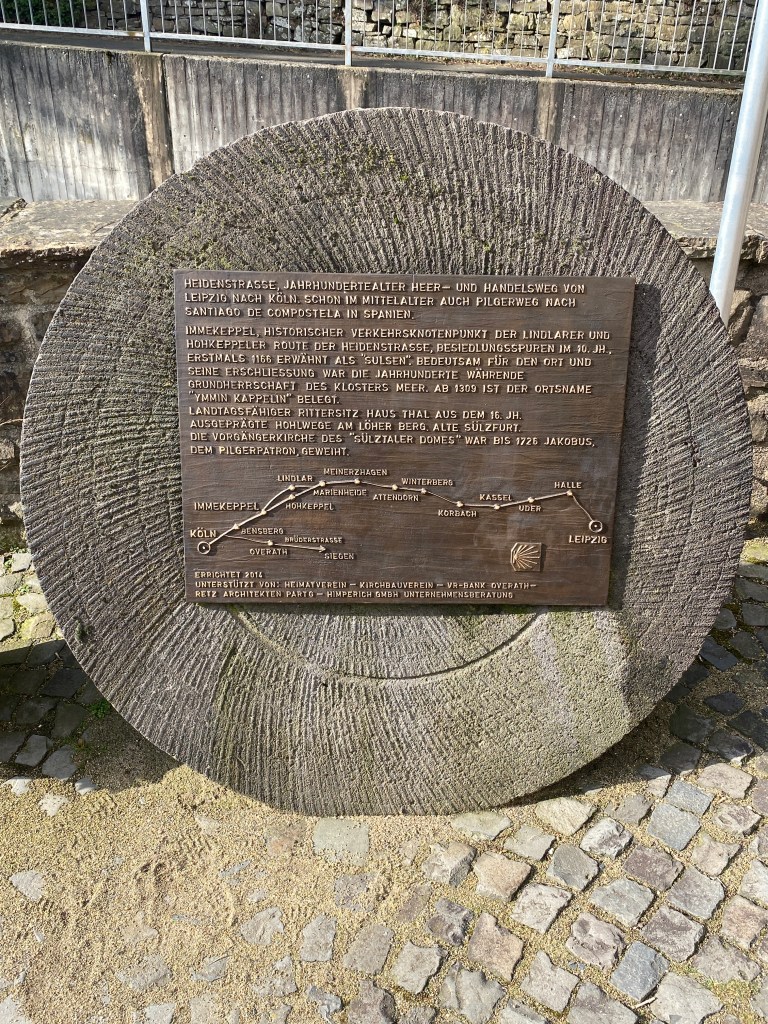 HEIDENSTRASSE, JAHRHUNDERTEALTER HEER- UND HANDELSWEG VON
LEIPZIG NACH KÖLN. SCHON IM MITTELALTER AUCH PILGERWEG NACH
SANTIAGO DE COMPOSTELA IN SPANIEN.
IMMEKEPPEL, HISTORISCHER VERKEHRSKNOTENPUNKT DER LINDLARER UND
HOHKEPPELER ROUTE DER HEIDENSTRASSE, BESIEDLUNGSSPUREN IM 10. JH.,
ERSTMALS 1166 ERWÄHNT ALS "SULSEN", BEDEUTSAM FÜR DEN ORT UND
SEINE ERSCHLIESSUNG WAR DIE JAHRHUNDERTE WÄHRENDE
GRUNDHERRSCHAFT DES KLOSTERS MEER. AB 1309 IST DER ORTSNAME
"YMMIN KAPPELIN" BELEGT.
LANDTAGSFÄHIGER RITTERSITZ HAUS THAL AUS DEM 16. JH.
AUSGEPRÄGTE HOHLWEGE AM LÖHER BERG. ALTE SÜLZFURT.
DIE VORGÄNGERKIRCHE DES "SÜLZTALER DOMES" WAR BIS 1726 JAKOBUS,
DEM PILGERPATRON, GEWEIHT.
MEINERZHAGEN
LINDLAR WINTERBERG HALLE
MARIENHEIDE ATTENDORN KASSEL
IMMEKEPPEL HOHKEPPEL KORBACH UDER
KÖLN BENSBERG LEIPZIG
BRÜDERSTRASSE
OVERATH SIEGEN
ERRICHTET 2014
UNTERSTÜTZT VON: HEIMATVEREIN - KIRCHBAUVEREIN - VR-BANK OVERATH-
RETZ ARCHITEKTEN PARTG - HIMPERICH GMBH UNTERNEHMENSBERATUNG